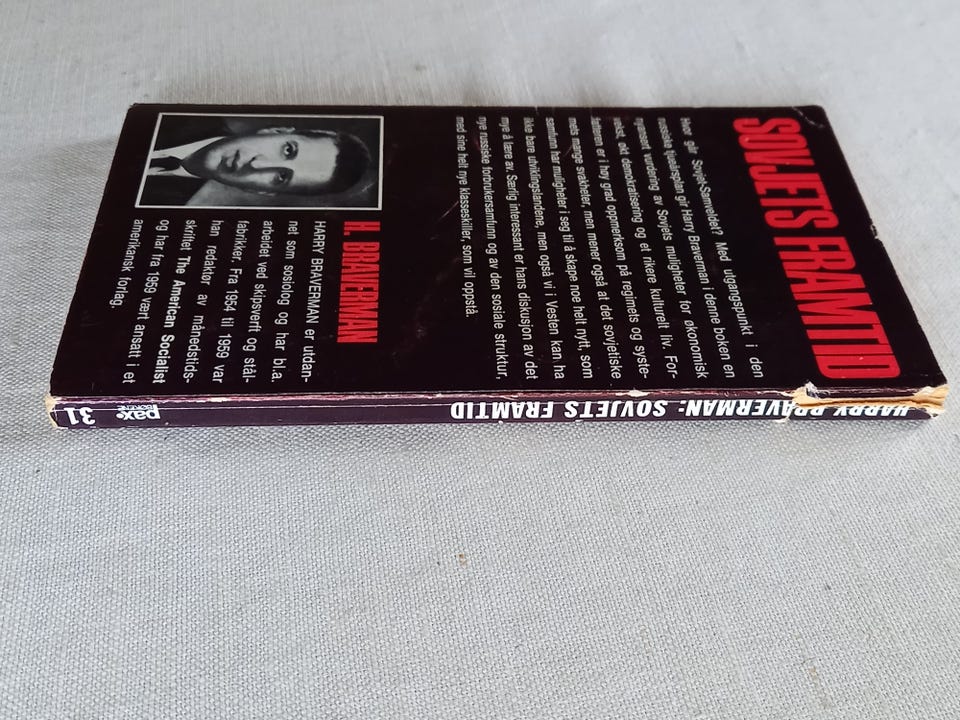 SOVJETS FRAMTID
Hvor går Sovjet-Samveldet? Med utgangspunkt i den
russiske tjueårsplan gir Harry Braverman i denne boken en
nyansert vurdering av Sovjets muligheter for økonomisk
vekst, økt demokratisering og et rikere kulturelt liv. For-
fatteren er i høy grad oppmerksom på regimets og syste-
mets mange svakheter, men mener også at det sovjetiske
samfunn har muligheter i seg til å skape noe helt nytt, som
ikke bare utviklingslandene, men også vi i Vesten kan ha
mye å lære av. Særlig interessant er hans diskusjon av det
nye russiske forbrukersamfunn og av den sosiale struktur,
med sine helt nye klasseskiller, som vil oppstå.
H. BRAVERMAN
HARRY BRAVERMAN er utdan-
net som sosiolog og har bl.a.
arbeidet ved skipsverft og stål-
fabrikker. Fra 1954 til 1959 var
han redaktør av månedstids-
skriftet The American Socialist
og har fra 1959 vært ansatt i et
amerikansk forlag.
HARRY BRAVERMAN: SOVJETS FRAMTID
pax
31